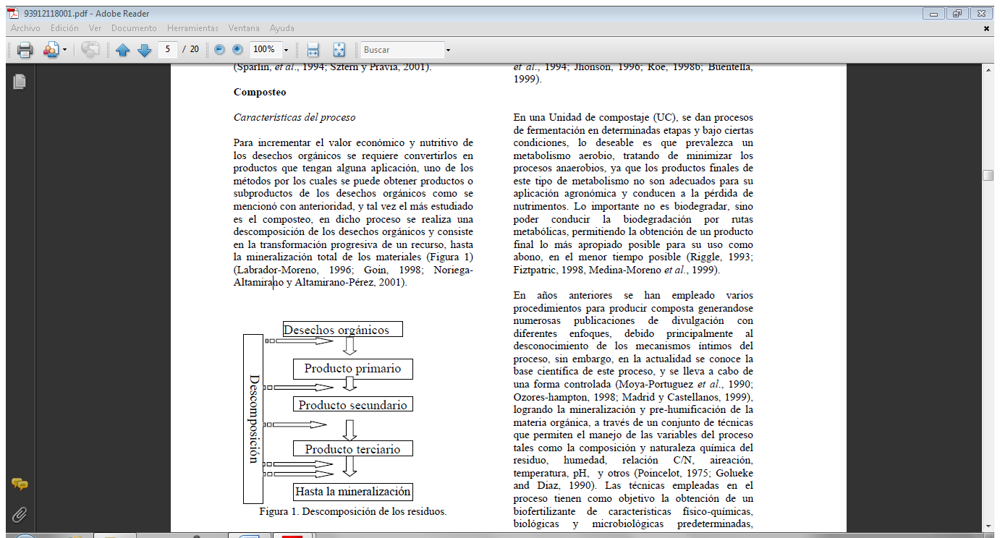 93912118001.pdf - Adobe Reader
Archivo Edición Ver Documento Herramientas Ventana Ayuda
5 / 20 100% Buscar
(Sparlin, et al., 1994; Sztern y Pravia, 2001).
Composteo
Características del proceso
Para incrementar el valor económico y nutritivo de
los desechos orgánicos se requiere convertirlos en
productos que tengan alguna aplicación, uno de los
métodos por los cuales se puede obtener productos o
subproductos de los desechos orgánicos como se
mencionó con anterioridad, y tal vez el más estudiado
es el composteo, en dicho proceso se realiza una
descomposición de los desechos orgánicos y consiste
en la transformación progresiva de un recurso, hasta
la mineralización total de los materiales (Figura 1)
(Labrador-Moreno, 1996; Goin, 1998; Noriega-
Altamirano y Altamirano-Pérez, 2001).
Descomposición
Desechos orgánicos
Producto primario
Producto secundario
Producto terciario
Hasta la mineralización
Figura 1. Descomposición de los residuos.
et al., 1994; Jhonson, 1996; Roe, 1998b; Buentella,
1999).
En una Unidad de compostaje (UC), se dan procesos
de fermentación en determinadas etapas y bajo ciertas
condiciones, lo deseable es que prevalezca un
metabolismo aerobio, tratando de minimizar los
procesos anaerobios, ya que los productos finales de
este tipo de metabolismo no son adecuados para su
aplicación agronómica y conducen a la pérdida de
nutrimentos. Lo importante no es biodegradar, sino
poder conducir la biodegradación por rutas
metabólicas, permitiendo la obtención de un producto
final lo más apropiado posible para su uso como
abono, en el menor tiempo posible (Riggle, 1993;
Fiztpatric, 1998, Medina-Moreno et al., 1999).
En años anteriores se han empleado varios
procedimientos para producir composta generandose
numerosas publicaciones de divulgación con
diferentes enfoques, debido principalmente al
desconocimiento de los mecanismos íntimos del
proceso, sin embargo, en la actualidad se conoce la
base científica de este proceso, y se lleva a cabo de
una forma controlada (Moya-Portuguez et al., 1990;
Ozores-hampton, 1998; Madrid y Castellanos, 1999),
logrando la mineralización y pre-humificación de la
materia orgánica, a través de un conjunto de técnicas
que permiten el manejo de las variables del proceso
tales como la composición y naturaleza química del
residuo, humedad, relación C/N, aireación,
temperatura, pH, y otros (Poincelot, 1975; Golueke
and Diaz, 1990). Las técnicas empleadas en el
proceso tienen como objetivo la obtención de un
biofertilizante de características físico-químicas,
biológicas y microbiológicas predeterminadas,